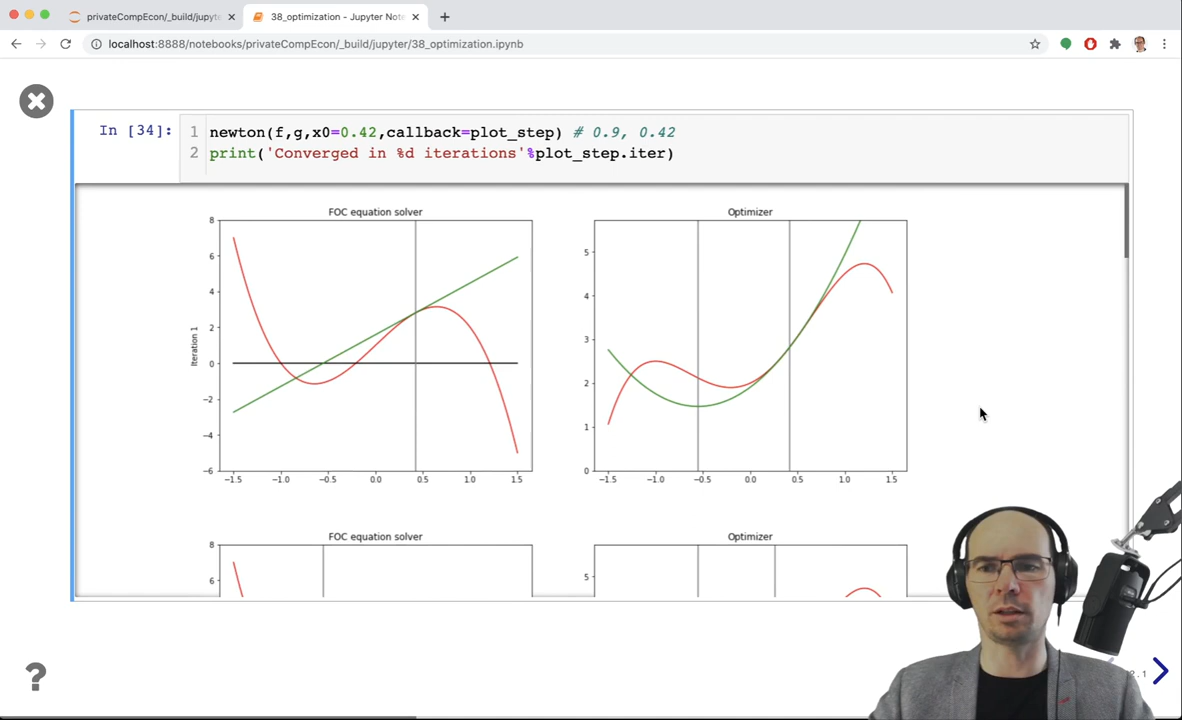 privateCompEcon/_build/jupyte
38_optimization - Jupyter Note
localhost:8888/notebooks/privateCompEcon/_build/jupyter/38_optimization.ipynb
In [34]:
1 newton(f,g,x0=0.42,callback=plot_step) # 0.9, 0.42
2 print('Converged in %d iterations'%plot_step.iter)
FOC equation solver
Optimizer
8
6
4
2
0
−2
−4
−6
Iteration 1
−1.5 −1.0 −0.5 0.0 0.5 1.0 1.5
5
4
3
2
1
0
−1.5 −1.0 −0.5 0.0 0.5 1.0 1.5
FOC equation solver
Optimizer
8
6
5
?